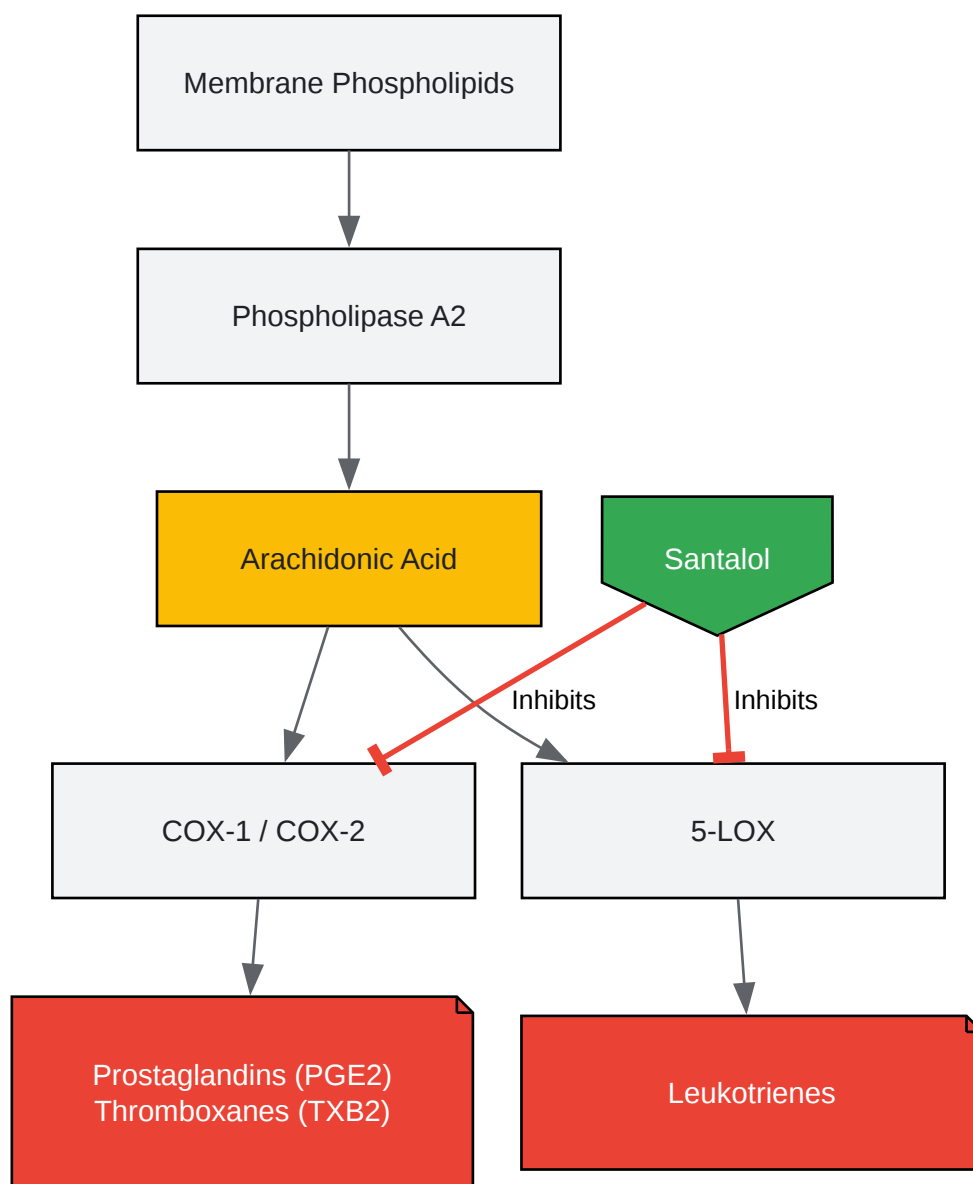 Membrane Phospholipids
Phospholipase A2
Arachidonic Acid
Santalol
Inhibits
Inhibits
COX-1 / COX-2
5-LOX
Prostaglandins (PGE2)
Thromboxanes (TXB2)
Leukotrienes